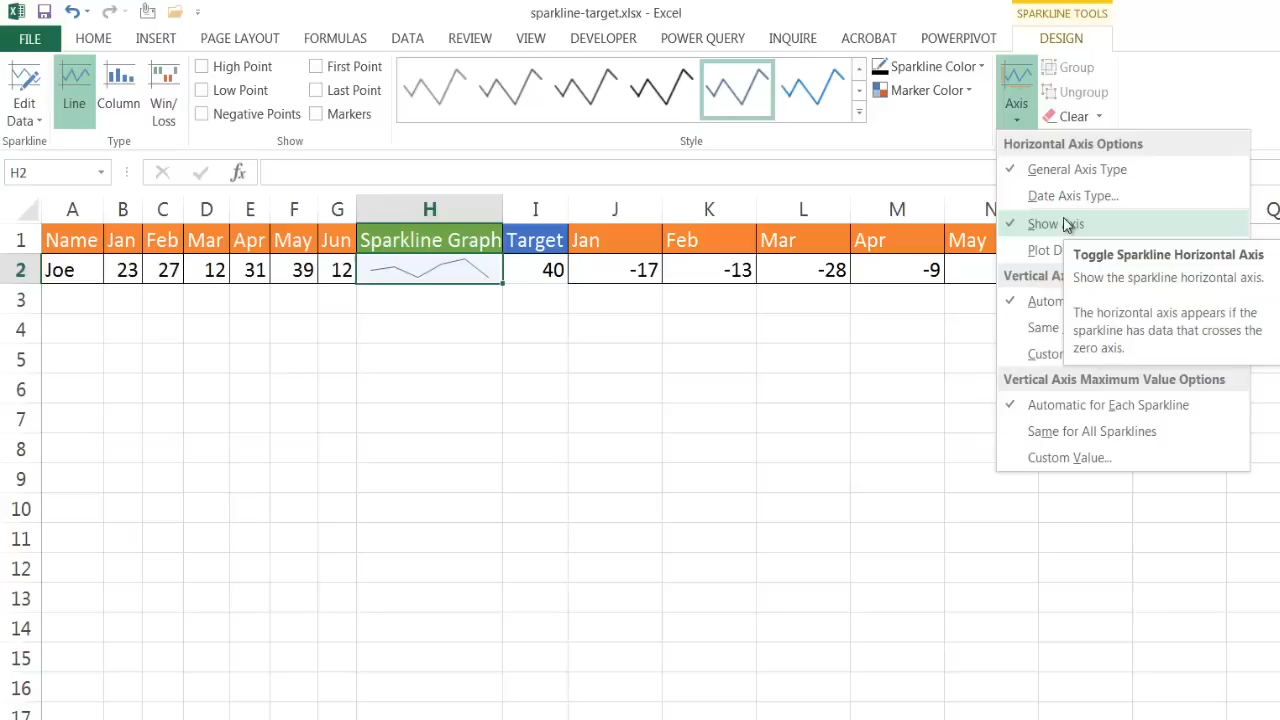 sparkline-target.xlsx - Excel
SPARKLINE TOOLS
FILE HOME INSERT PAGE LAYOUT FORMULAS DATA REVIEW VIEW DEVELOPER POWER QUERY INQUIRE ACROBAT POWERPIVOT DESIGN
Edit Data
Sparkline
Line
Column
Win/ Loss
Type
High Point
First Point
Low Point
Last Point
Negative Points
Markers
Show
Style
Sparkline Color
Marker Color
Axis
Group
Ungroup
Clear
H2
fx
Horizontal Axis Options
General Axis Type
Date Axis Type...
Show Axis
Plot D
Vertical Ax
Autom
Same
Custo
Toggle Sparkline Horizontal Axis
Show the sparkline horizontal axis.
The horizontal axis appears if the
sparkline has data that crosses the
zero axis.
Vertical Axis Maximum Value Options
Automatic for Each Sparkline
Same for All Sparklines
Custom Value...
A B C D E F G H I J K L M N Q
1 Name Jan Feb Mar Apr May Jun Sparkline Graph Target Jan Feb Mar Apr May
2 Joe 23 27 12 31 39 12 40 -17 -13 -28 -9
3
4
5
6
7
8
9
10
11
12
13
14
15
16
17